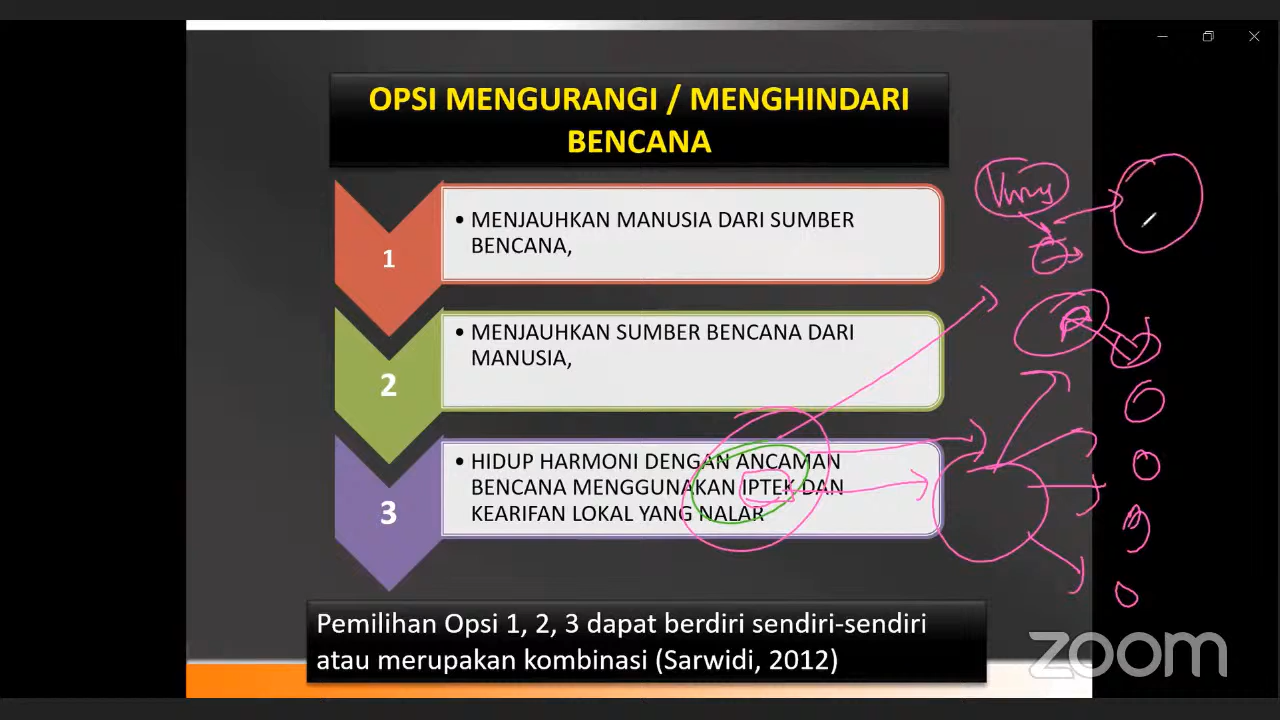 OPSI MENGURANGI / MENGHINDARI
BENCANA
1
• MENJAUHKAN MANUSIA DARI SUMBER
BENCANA,
2
• MENJAUHKAN SUMBER BENCANA DARI
MANUSIA,
3
• HIDUP HARMONI DENGAN ANCAMAN
BENCANA MENGGUNAKAN IPTEK DAN
KEARIFAN LOKAL YANG NALAR
Pemilihan Opsi 1, 2, 3 dapat berdiri sendiri-sendiri
atau merupakan kombinasi (Sarwidi, 2012)
zoom